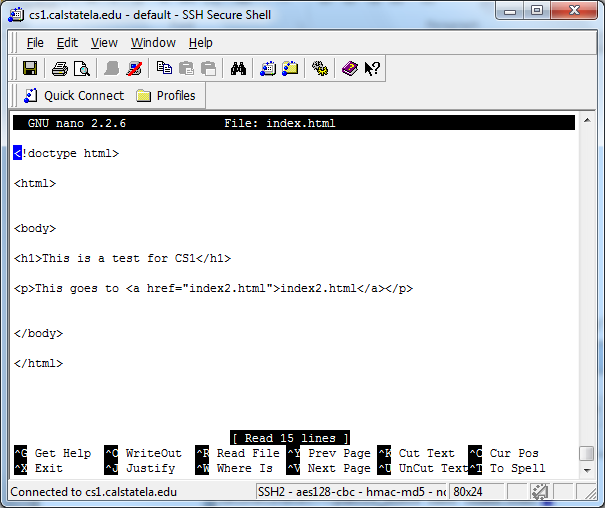 cs1.calstatela.edu - default - SSH Secure Shell
File Edit View Window Help
Quick Connect Profiles
GNU nano 2.2.6 File: index.html
<!doctype html>
<html>
<body>
<h1>This is a test for CS1</h1>
<p>This goes to <a href="index2.html">index2.html</a></p>
</body>
</html>
[ Read 15 lines ]
^G Get Help ^O WriteOut ^R Read File ^Y Prev Page ^K Cut Text ^C Cur Pos
^X Exit ^J Justify ^W Where Is ^V Next Page ^U UnCut Text ^T To Spell
Connected to cs1.calstatela.edu SSH2 - aes128-cbc - hmac-md5 - nc 80x24